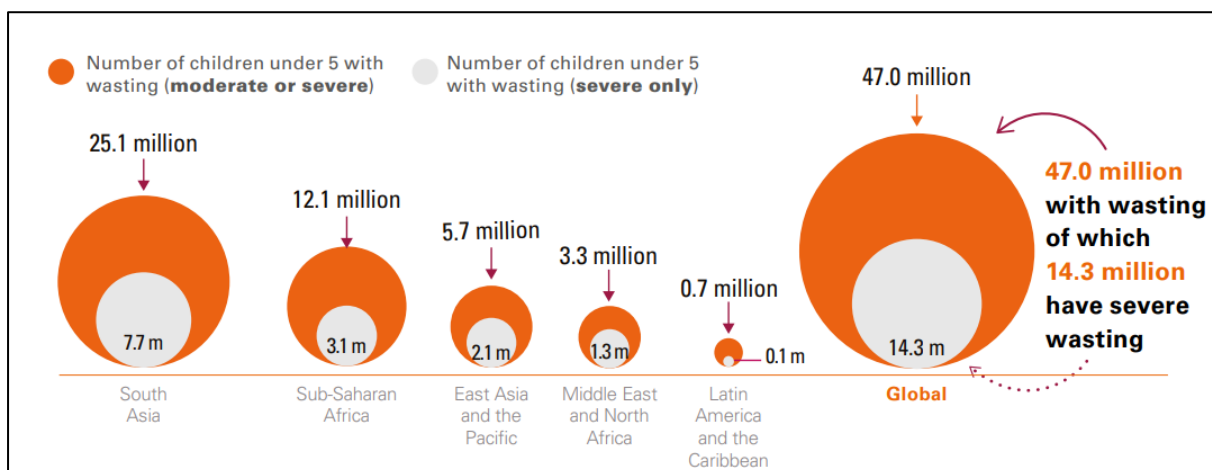 Number of children under 5 with
wasting (moderate or severe)
Number of children under 5
with wasting (severe only)
25.1 million
12.1 million
5.7 million
3.3 million
0.7 million
47.0 million
7.7 m
3.1 m
2.1 m
1.3 m
0.1 m
14.3 m
47.0 million
with wasting
of which
14.3 million
have severe
wasting
South
Asia
Sub-Saharan
Africa
East Asia
and the
Pacific
Middle East
and North
Africa
Latin
America
and the
Caribbean
Global